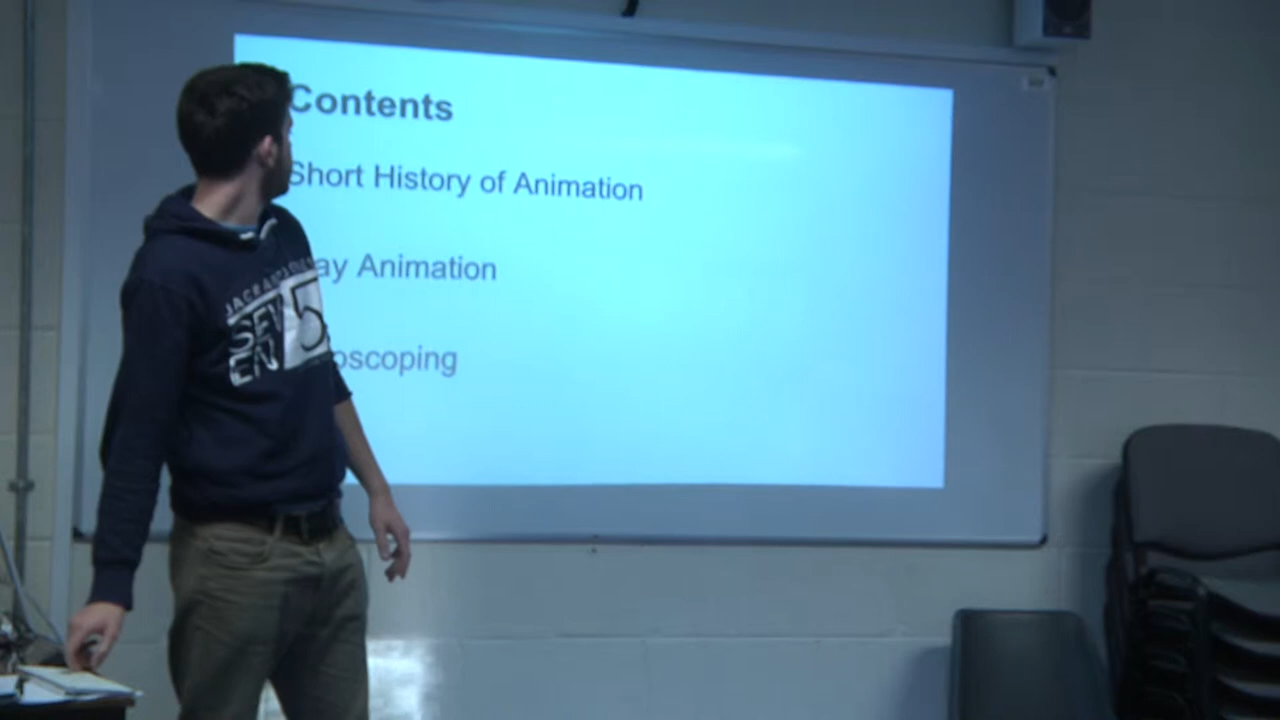 Contents
Short History of Animation
ay Animation
oscoping
SEV
EN
5